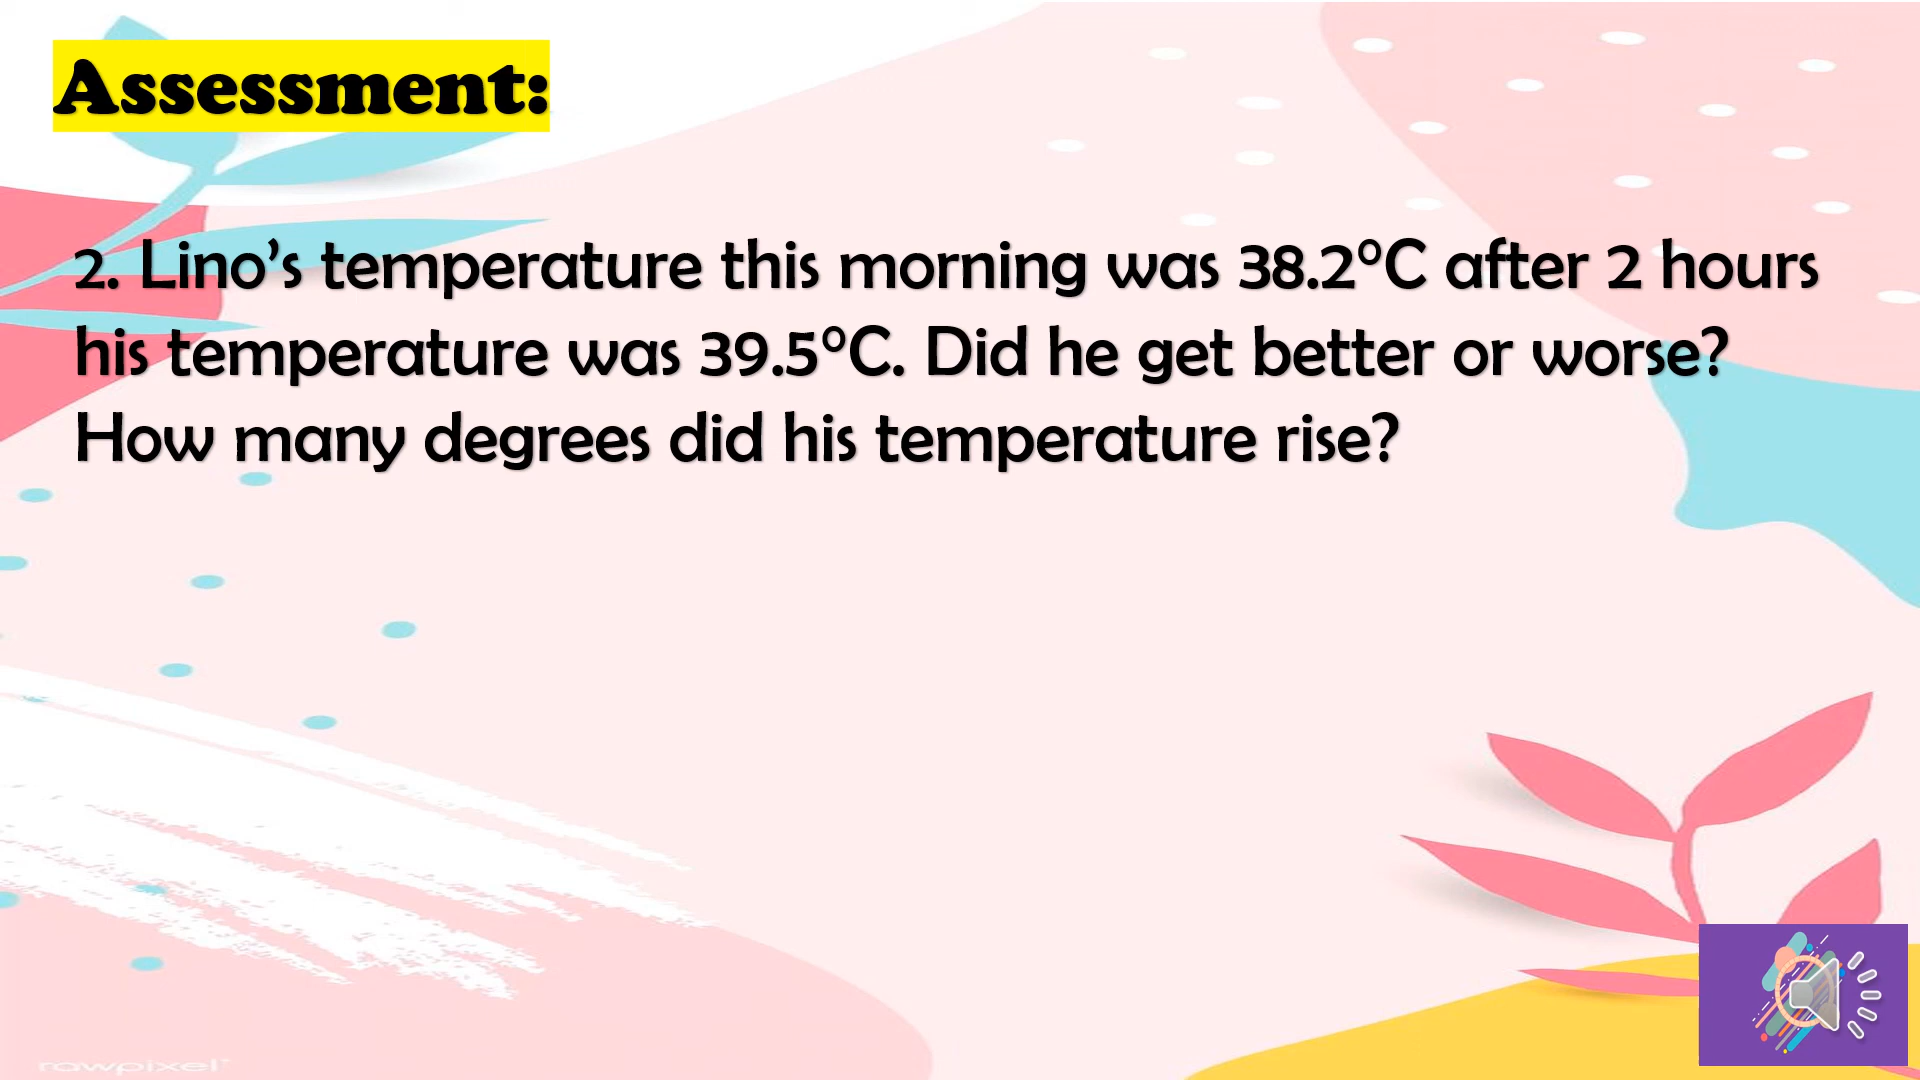 Assessment:
2. Lino’s temperature this morning was 38.2°C after 2 hours
his temperature was 39.5°C. Did he get better or worse?
How many degrees did his temperature rise?
rawpixel